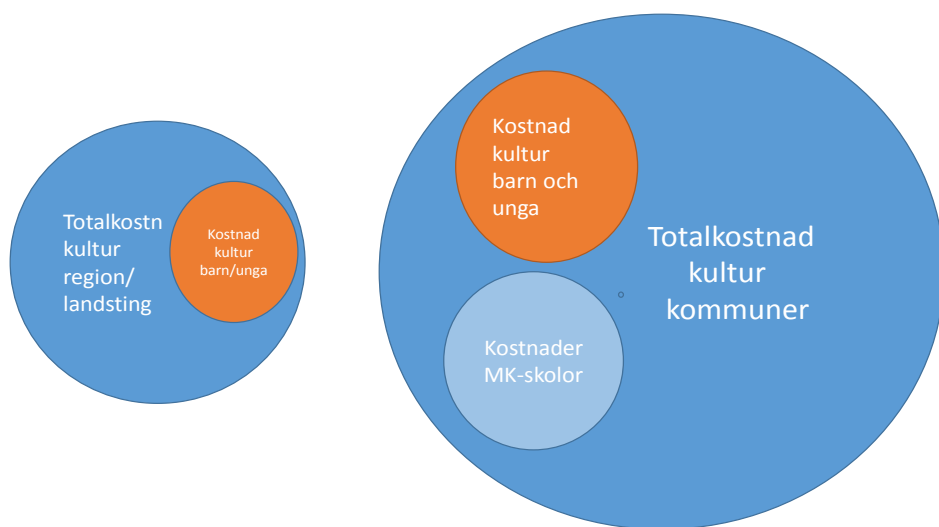 Totalkostn
kultur
region/
landsting
Kostnad
kultur
barn/unga
Kostnad
kultur
barn och
unga
Totalkostnad
kultur
kommuner
Kostnader
MK-skolor